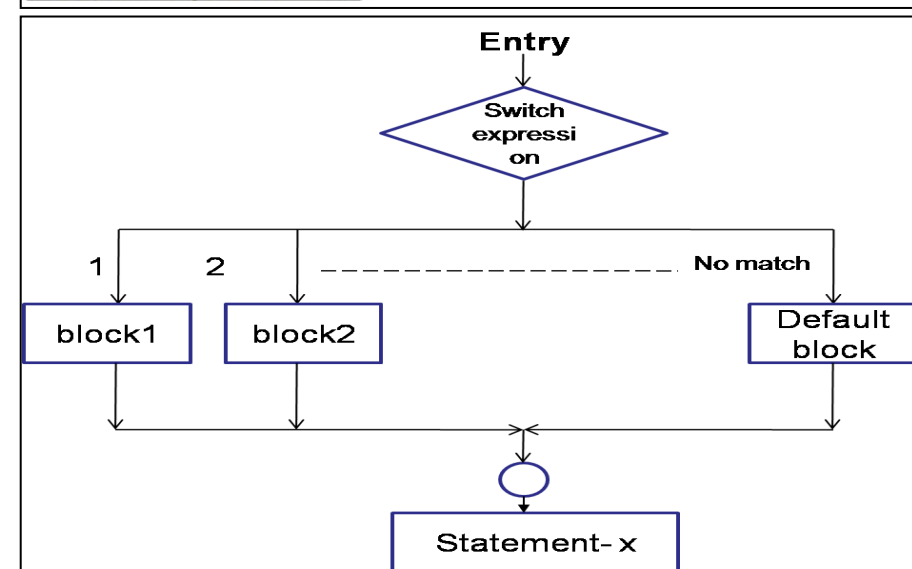 Entry
Switch
expressi
on
1
2
No match
block1
block2
Default
block
Statement- x